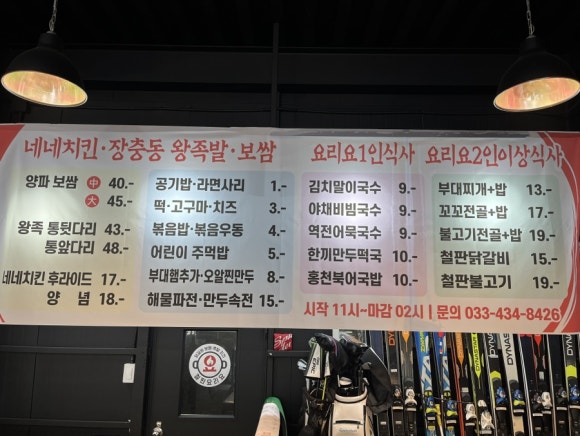 네네치킨·장충동 왕족발·보쌈
양파 보쌈 中 40.-
大 45.-
왕족 통뒷다리 43.-
통앞다리 48.-
네네치킨 후라이드 17.-
양 념 18.-
공기밥·라면사리 1.-
떡·고구마·치즈 3.-
볶음밥·볶음우동 4.-
어린이 주먹밥 5.-
부대햄추가·오알찐만두 8.-
해물파전·만두속전 15.-
요리요1인식사
김치말이국수 9.-
야채비빔국수 9.-
역전어묵국수 9.-
한끼만두떡국 10.-
홍천북어국밥 10.-
요리요2인이상식사
부대찌개+밥 13.-
꼬꼬전골+밥 17.-
불고기전골+밥 19.-
철판닭갈비 15.-
철판불고기 19.-
시작 11시~마감 02시 | 문의 033-434-8426
요
DYNASTAR